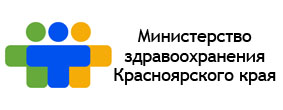 Министерство
здравоохранения
Красноярского края